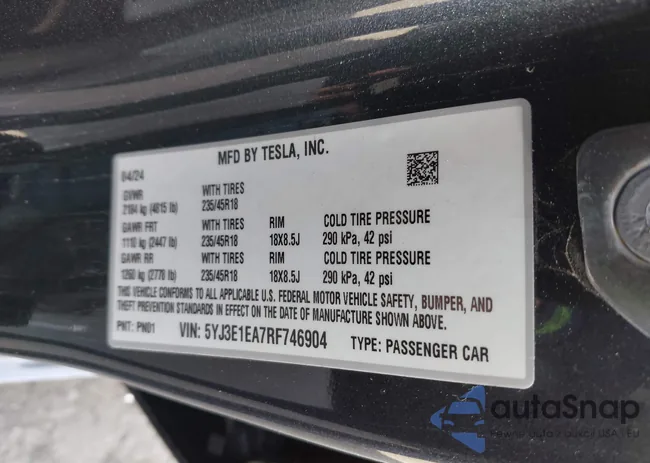 MFD BY TESLA, INC.
04/24
GVWR WITH TIRES
2184 kg (4815 lb) 235/45R18
GAWR FRT WITH TIRES RIM COLD TIRE PRESSURE
1110 kg (2447 lb) 235/45R18 18X8.5J 290 kPa, 42 psi
GAWR RR WITH TIRES RIM COLD TIRE PRESSURE
1260 kg (2770 lb) 235/45R18 18X8.5J 290 kPa, 42 psi
THIS VEHICLE CONFORMS TO ALL APPLICABLE U.S. FEDERAL MOTOR VEHICLE SAFETY, BUMPER, AND
THEFT PREVENTION STANDARDS IN EFFECT ON THE DATE OF MANUFACTURE SHOWN ABOVE.
PNT: PN01 VIN: 5YJ3E1EA7RF746904 TYPE: PASSENGER CAR
autoSnap